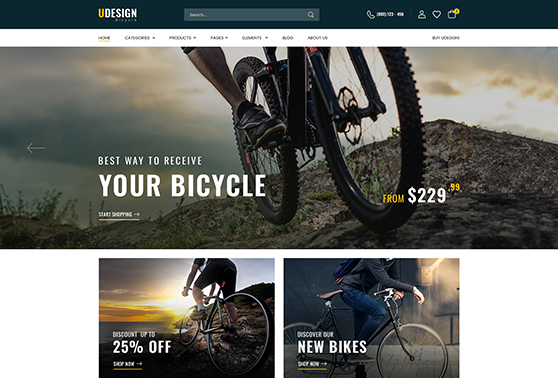 UDESIGN
Bicycle
Search...
(800) 123 - 456
HOME CATEGORIES PRODUCTS PAGES ELEMENTS BLOG ABOUT US BUY UDESIGN!
BEST WAY TO RECEIVE
YOUR BICYCLE
START SHOPPING
FROM $229.99
DISCOUNT UP TO
25% OFF
SHOP NOW
DISCOVER OUR
NEW BIKES
SHOP NOW